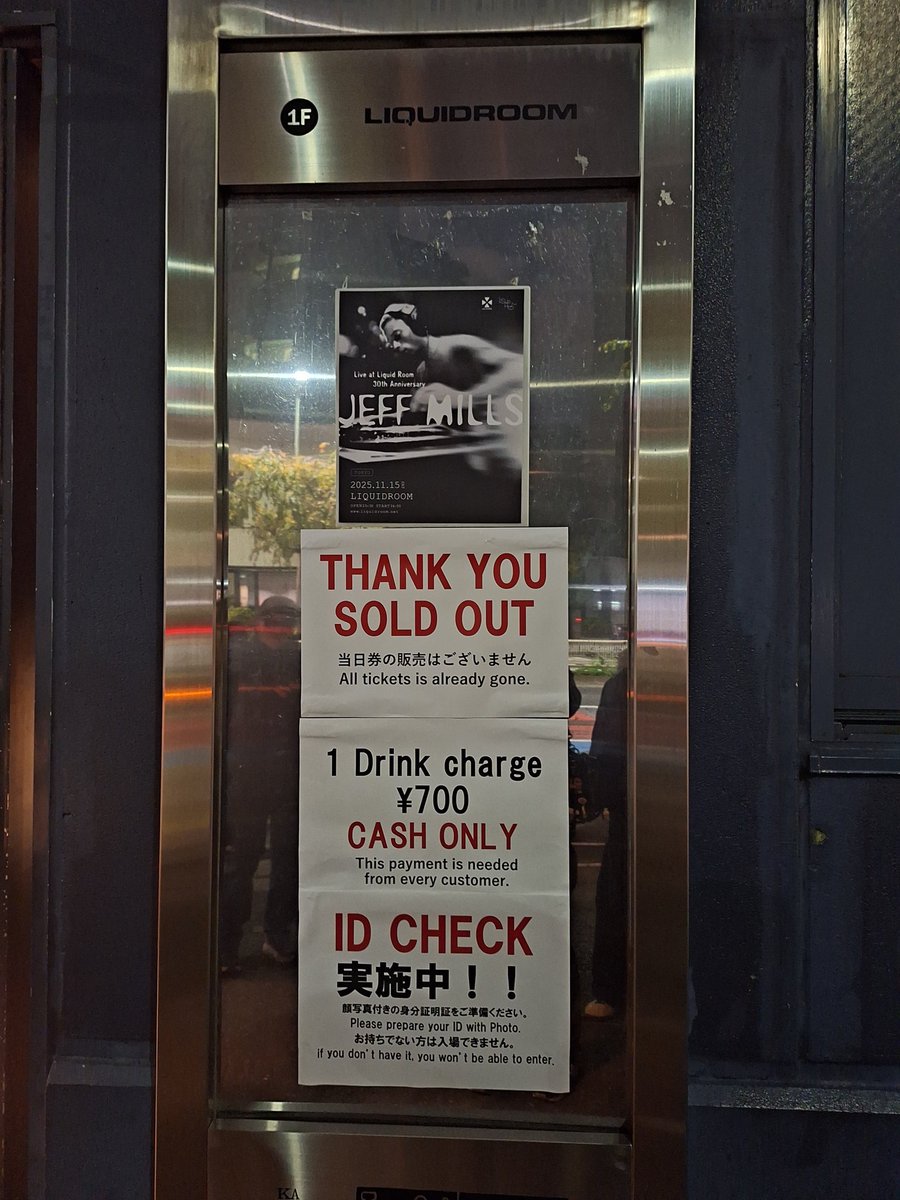 1F LIQUIDROOM
Live at Liquid Room
30th Anniversary
JEFF MILLS
TOKYO
2025.11.15
LIQUIDROOM
www.liquidroom.net
THANK YOU
SOLD OUT
当日券の販売はございません
All tickets is already gone.
1 Drink charge
¥700
CASH ONLY
This payment is needed
from every customer.
ID CHECK
実施中！！
顔写真付きの身分証明証をご準備ください。
Please prepare your ID with Photo.
お持ちでない方は入場できません。
if you don't have it, you won't be able to enter.
KA